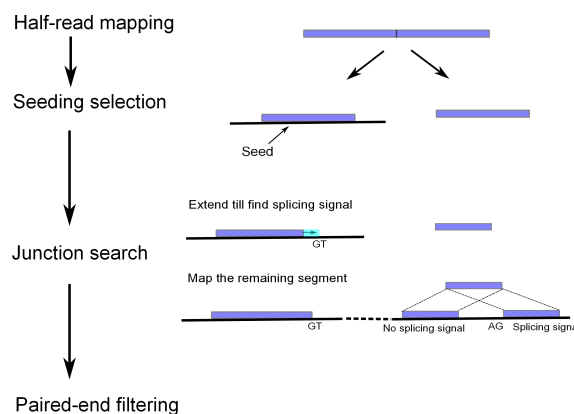 Half-read mapping
Seeding selection
Seed
Extend till find splicing signal
GT
Junction search
Map the remaining segment
GT
No splicing signal
AG
Splicing
Paired-end filtering